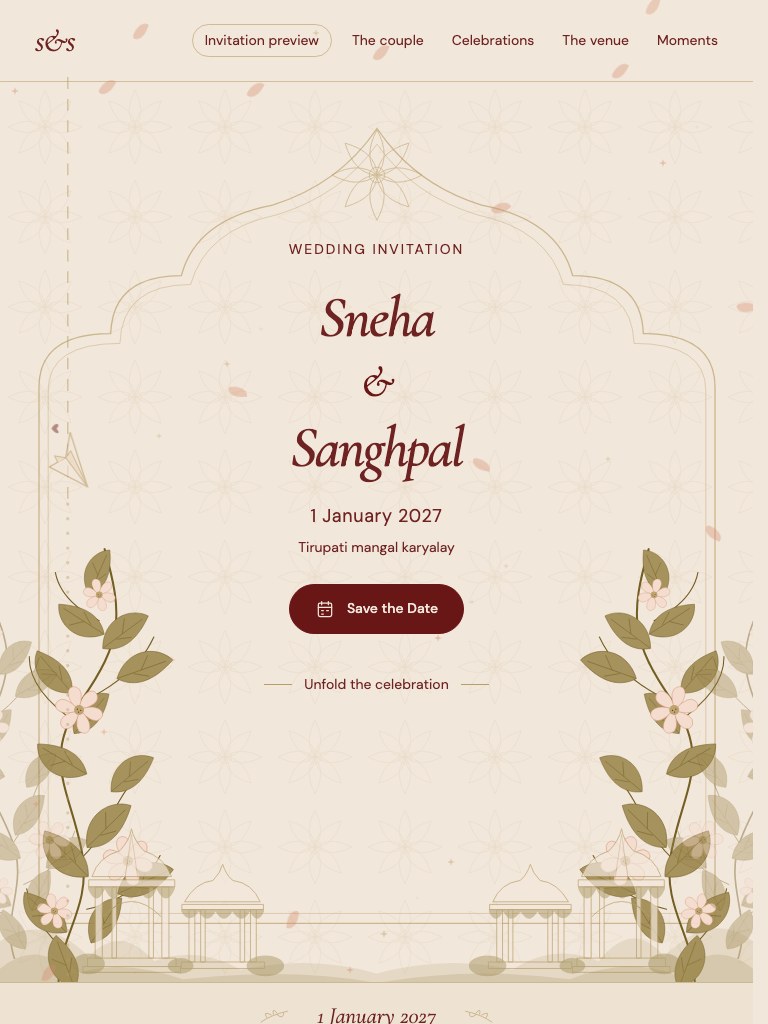 s&s
Invitation preview
The couple
Celebrations
The venue
Moments
WEDDING INVITATION
Sneha
&
Sanghpal
1 January 2027
Tirupati mangal karyalay
Save the Date
Unfold the celebration
1 January 2027